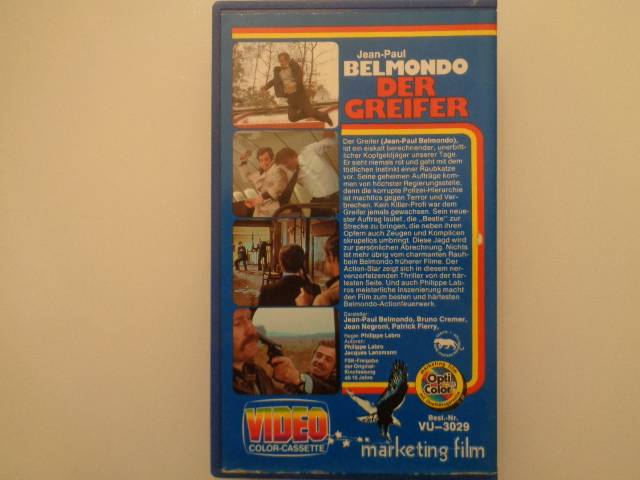 Jean-Paul
BELMONDO
DER
GREIFER
Der Greifer (Jean-Paul Belmondo),
ist ein eiskalt berechnender, unerbitt-
licher Kopfgeldjäger unserer Tage.
Er sieht niemals rot und geht mit dem
tödlichen Instinkt einer Raubkatze
vor. Seine geheimen Aufträge kom-
men von höchster Regierungsstelle,
denn die korrupte Polizei-Hierarchie
ist machtlos gegen Terror und Ver-
brechen. Kein Killer-Profi war dem
Greifer jemals gewachsen. Sein neue-
ster Auftrag lautet, die „Bestie" zur
Strecke zu bringen, die neben ihren
Opfern auch Zeugen und Komplicen
skrupellos umbringt. Diese Jagd wird
zur persönlichen Abrechnung. Nichts
ist mehr übrig vom charmanten Rauh-
bein Belmondo früherer Filme. Der
Action-Star zeigt sich in diesem ner-
venzerfetzenden Thriller von der här-
testen Seite. Und auch Philippe Lab-
ros meisterliche Inszenierung macht
den Film zum besten und härtesten
Belmondo-Actionfeuerwerk.
Darsteller:
Jean-Paul Belmondo, Bruno Cremer,
Jean Negroni, Patrick Fierry,
Regie: Philippe Labro
Autoren:
Philippe Labro
Jacques Lanzmann
FSK-Freigabe
der Original-
Kinofassung
ab 16 Jahre
Opti
Color
Best.-Nr.
VU–3029
VIDEO
COLOR-CASSETTE
marketing film